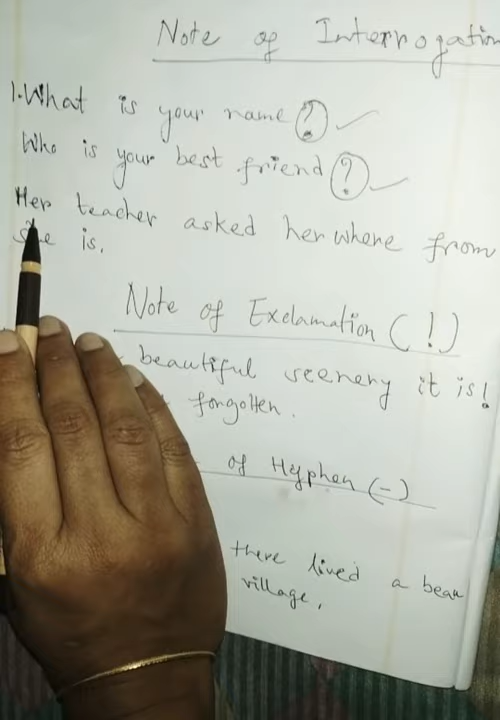 Note of Interrogation
1. What is your name ?
Who is your best friend ?
Her teacher asked her where from
she is.
Note of Exclamation (!)
beautiful scenery it is!
forgotten.
of Hyphen (-)
there lived a
village.